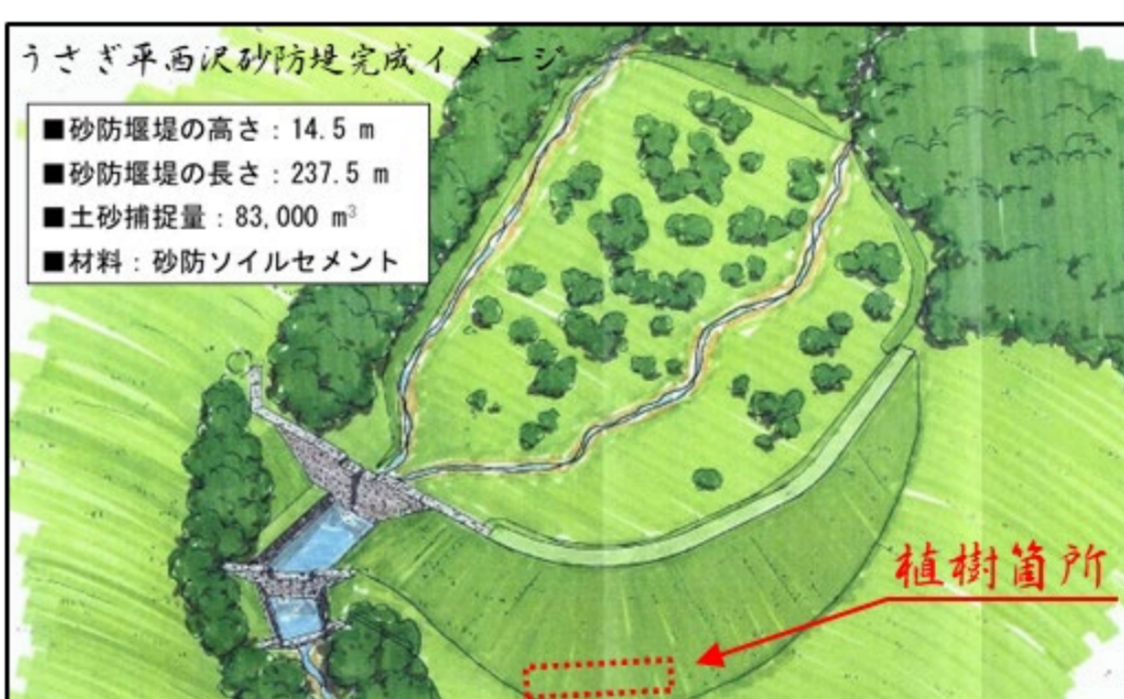 うさぎ平西沢砂防堤完成イメージ
■砂防堰堤の高さ：14.5 m
■砂防堰堤の長さ：237.5 m
■土砂捕捉量：83,000 m³
■材料：砂防ソイルセメント
植樹箇所